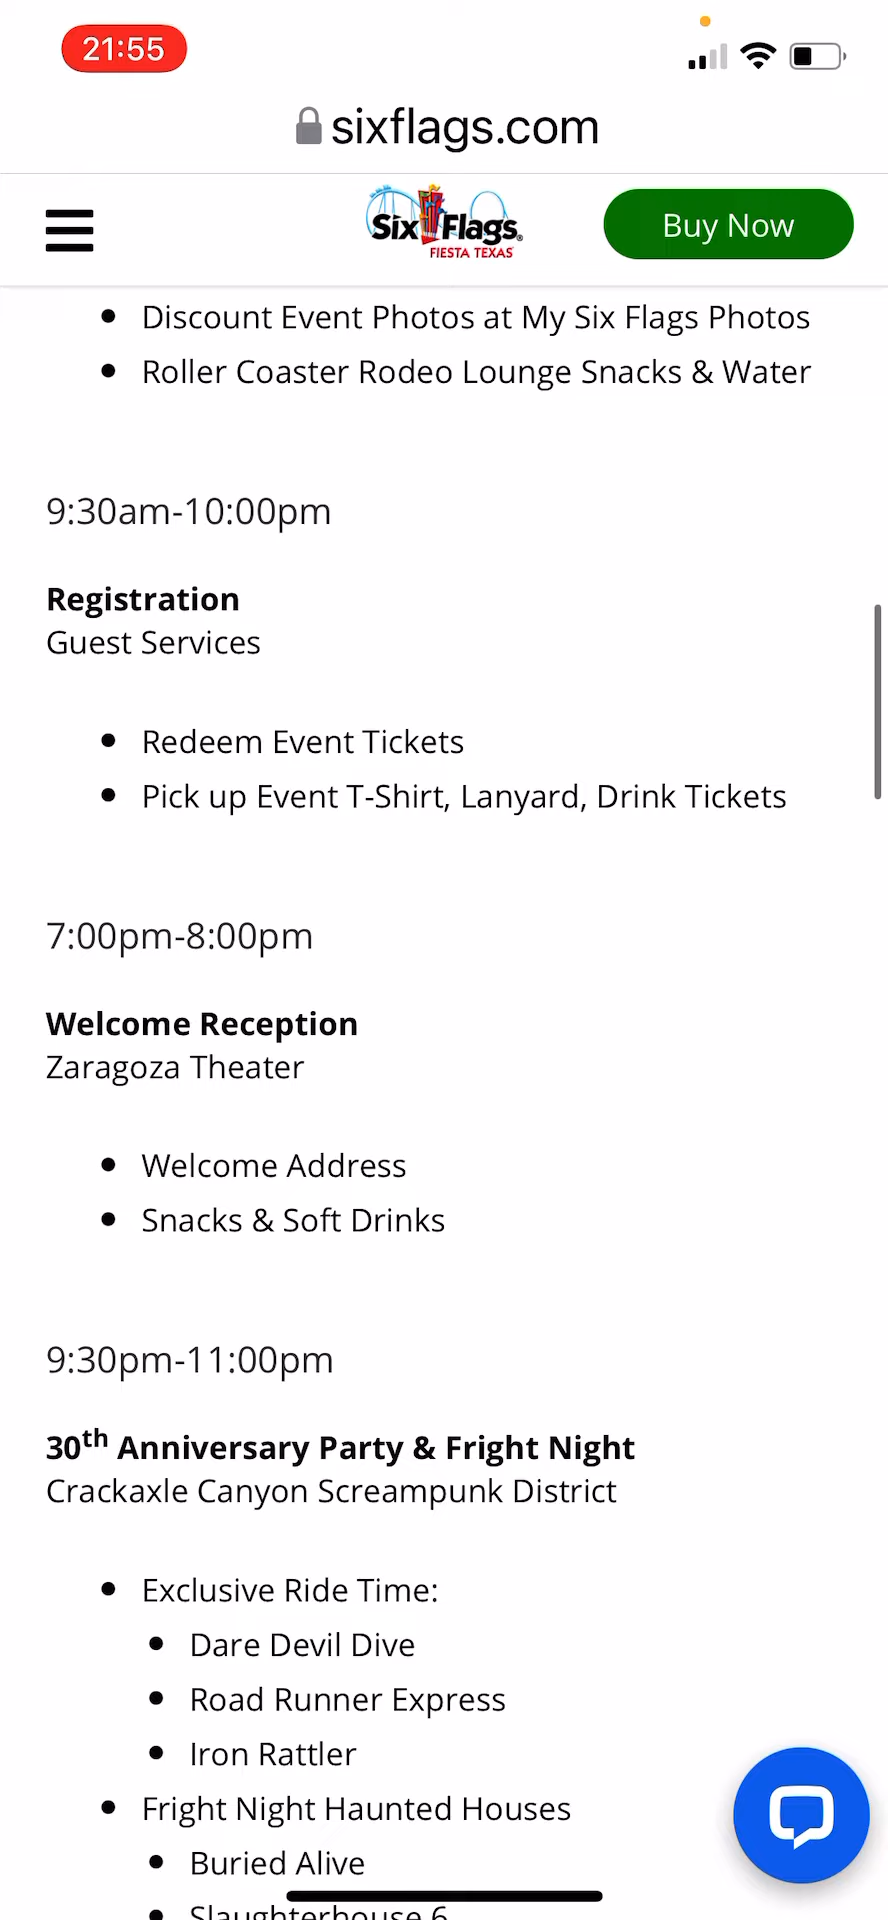 21:55
sixflags.com
Six Flags
FIESTA TEXAS
Buy Now
Discount Event Photos at My Six Flags Photos
Roller Coaster Rodeo Lounge Snacks & Water
9:30am-10:00pm
Registration
Guest Services
Redeem Event Tickets
Pick up Event T-Shirt, Lanyard, Drink Tickets
7:00pm-8:00pm
Welcome Reception
Zaragoza Theater
Welcome Address
Snacks & Soft Drinks
9:30pm-11:00pm
30th Anniversary Party & Fright Night
Crackaxle Canyon Screampunk District
Exclusive Ride Time:
Dare Devil Dive
Road Runner Express
Iron Rattler
Fright Night Haunted Houses
Buried Alive
Slaughterhouse 6